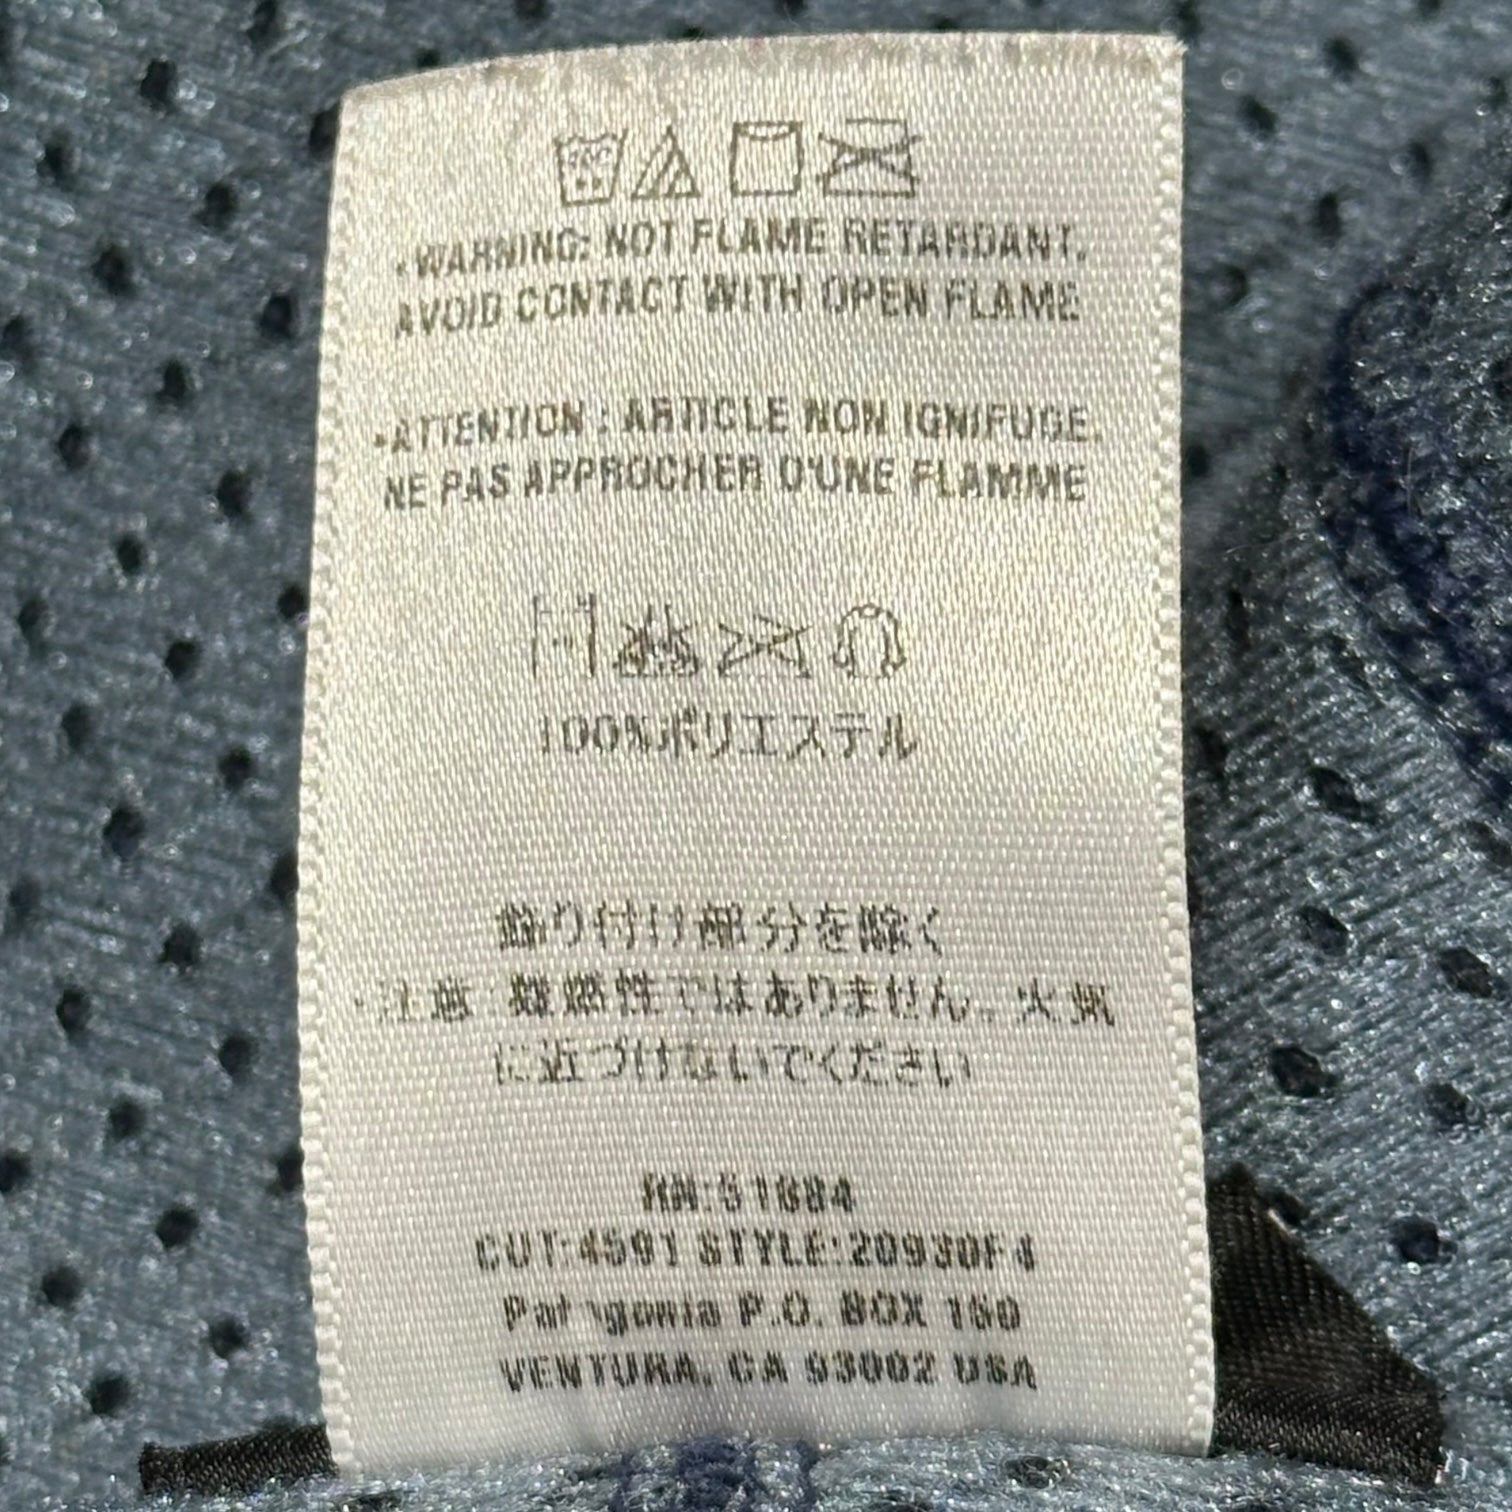 • WARNING: NOT FLAME RETARDANT.
AVOID CONTACT WITH OPEN FLAME
• ATTENTION : ARTICLE NON IGNIFUGE.
NE PAS APPROCHER D'UNE FLAMME
100%ポリエステル
飾り付け部分を除く
・注意:難燃性ではありません。火気
に近づけないでください
RN:51884
CUT:4591 STYLE:20930F4
Patagonia P.O. BOX 150
VENTURA, CA 93002 USA